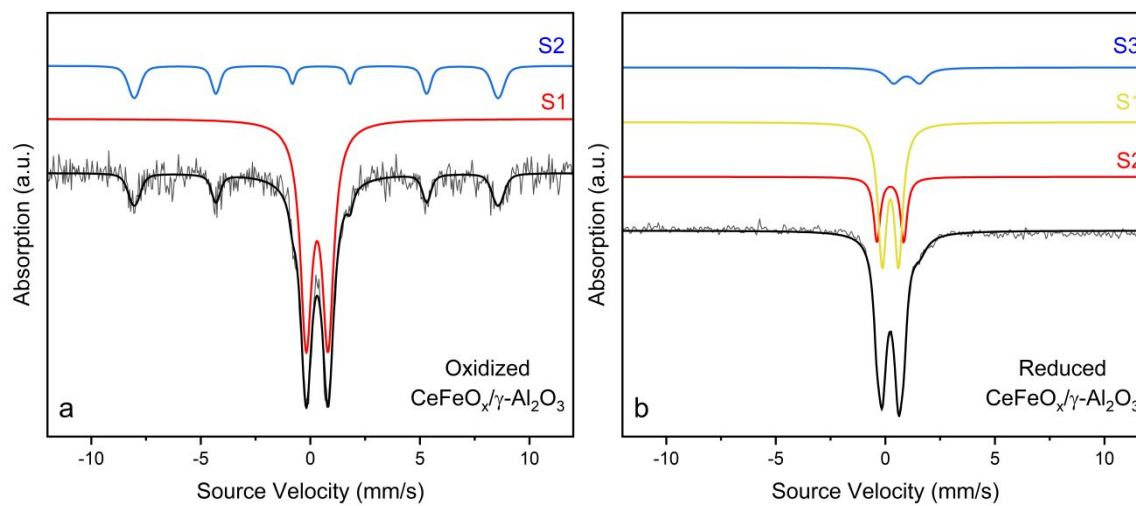 S2
S1
Absorption (a.u.)
Oxidized
CeFeOₓ/γ-Al₂O₃
a
-10 -5 0 5 10
Source Velocity (mm/s)
S3
S1
S2
Absorption (a.u.)
Reduced
CeFeOₓ/γ-Al₂O₃
b
-10 -5 0 5 10
Source Velocity (mm/s)